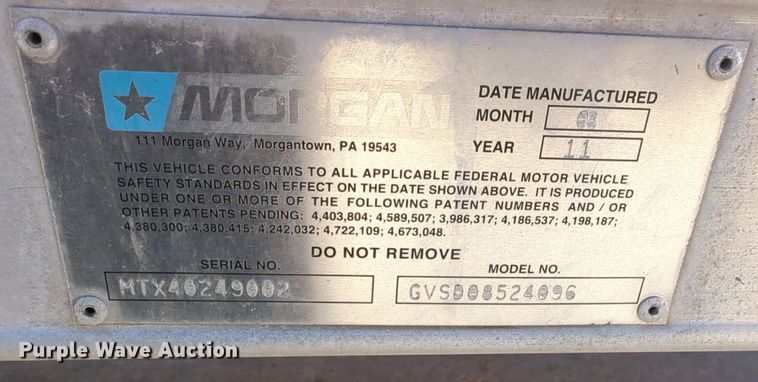 MORGAN
111 Morgan Way, Morgantown, PA 19543
DATE MANUFACTURED
MONTH 03
YEAR 11
THIS VEHICLE CONFORMS TO ALL APPLICABLE FEDERAL MOTOR VEHICLE
SAFETY STANDARDS IN EFFECT ON THE DATE SHOWN ABOVE. IT IS PRODUCED
UNDER ONE OR MORE OF THE FOLLOWING PATENT NUMBERS AND / OR
OTHER PATENTS PENDING: 4,403,804; 4,589,507; 3,986,317; 4,186,537; 4,198,187;
4.380,300; 4.380,415; 4.242,032; 4,722,109; 4,673,048.
DO NOT REMOVE
SERIAL NO.
MTX40249002
MODEL NO.
GVSD08524096
Purple Wave Auction